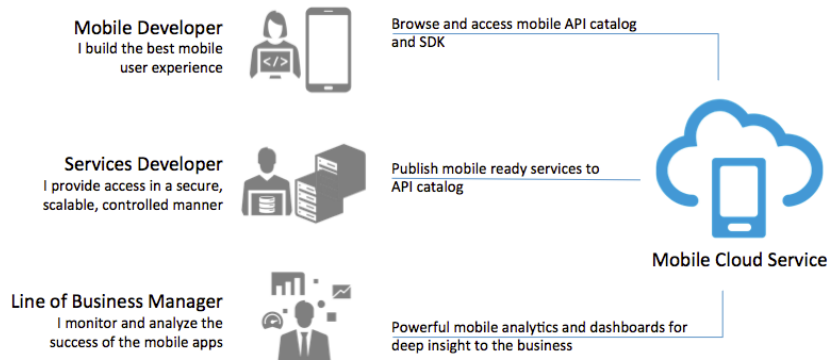 Mobile Developer
I build the best mobile
user experience
</>
Browse and access mobile API catalog
and SDK
Services Developer
I provide access in a secure,
scalable, controlled manner
Publish mobile ready services to
API catalog
Mobile Cloud Service
Line of Business Manager
I monitor and analyze the
success of the mobile apps
Powerful mobile analytics and dashboards for
deep insight to the business